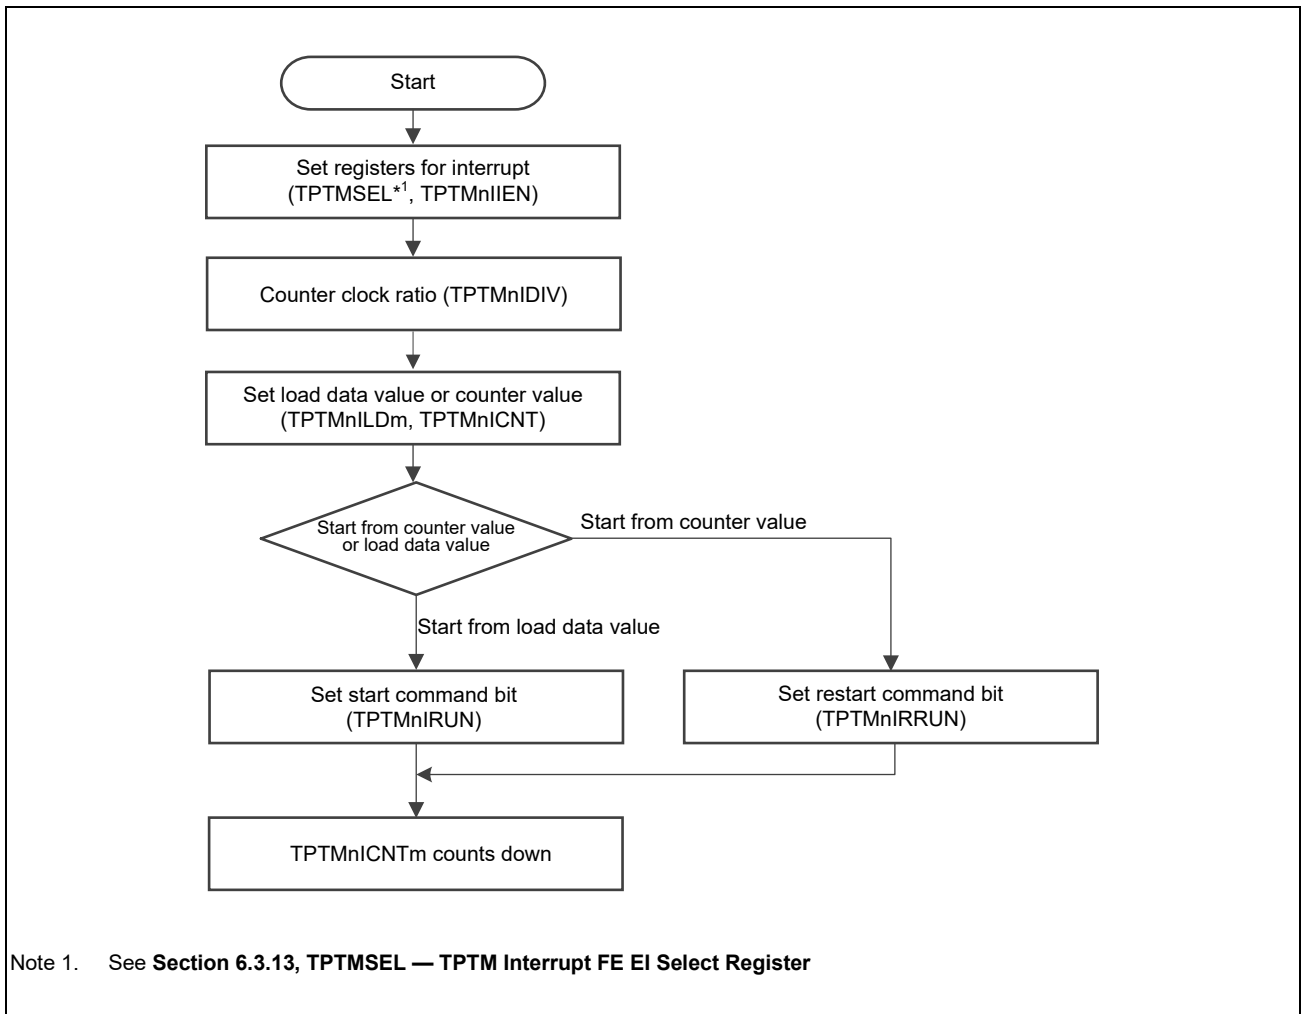 Start
Set registers for interrupt
(TPTMSEL*1, TPTMnIIEN)
Counter clock ratio (TPTMnIDIV)
Set load data value or counter value
(TPTMnILDm, TPTMnICNT)
Start from counter value
or load data value
Start from counter value
Start from load data value
Set start command bit
(TPTMnIRUN)
Set restart command bit
(TPTMnIRRUN)
TPTMnICNTm counts down
Note 1. See Section 6.3.13, TPTMSEL — TPTM Interrupt FE EI Select Register